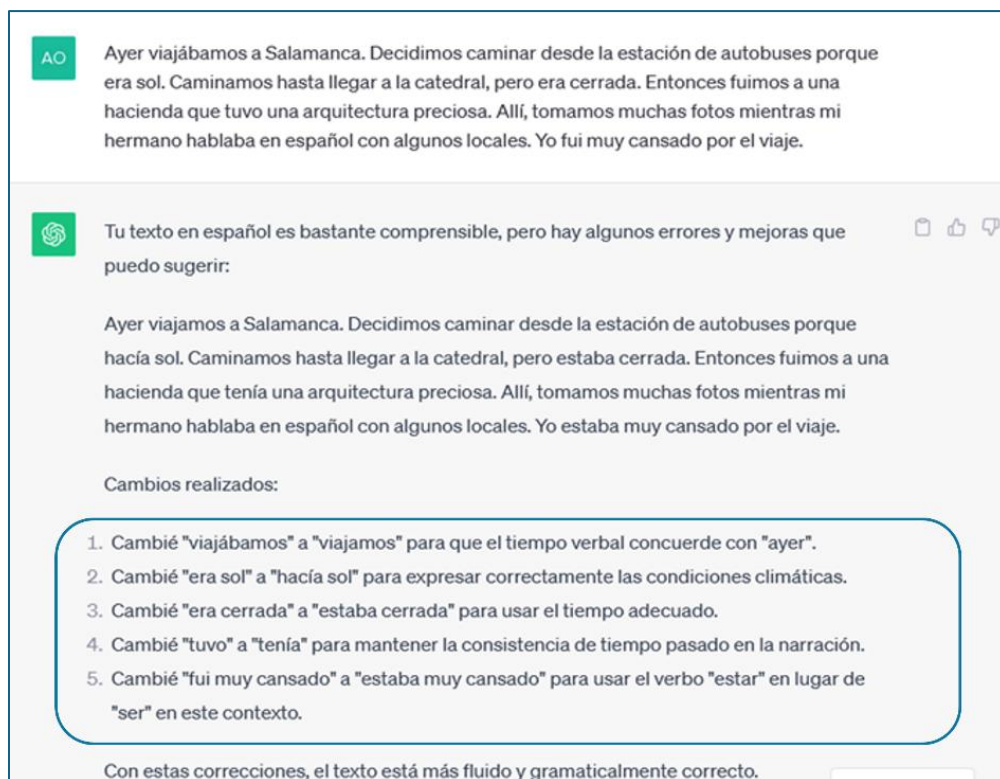 AO
Ayer viajábamos a Salamanca. Decidimos caminar desde la estación de autobuses porque
era sol. Caminamos hasta llegar a la catedral, pero era cerrada. Entonces fuimos a una
hacienda que tuvo una arquitectura preciosa. Allí, tomamos muchas fotos mientras mi
hermano hablaba en español con algunos locales. Yo fui muy cansado por el viaje.
Tu texto en español es bastante comprensible, pero hay algunos errores y mejoras que
puedo sugerir:
Ayer viajamos a Salamanca. Decidimos caminar desde la estación de autobuses porque
hacía sol. Caminamos hasta llegar a la catedral, pero estaba cerrada. Entonces fuimos a una
hacienda que tenía una arquitectura preciosa. Allí, tomamos muchas fotos mientras mi
hermano hablaba en español con algunos locales. Yo estaba muy cansado por el viaje.
Cambios realizados:
1. Cambié "viajábamos" a "viajamos" para que el tiempo verbal concuerde con "ayer".
2. Cambié "era sol" a "hacía sol" para expresar correctamente las condiciones climáticas.
3. Cambié "era cerrada" a "estaba cerrada" para usar el tiempo adecuado.
4. Cambié "tuvo" a "tenía" para mantener la consistencia de tiempo pasado en la narración.
5. Cambié "fui muy cansado" a "estaba muy cansado" para usar el verbo "estar" en lugar de
"ser" en este contexto.
Con estas correcciones, el texto está más fluido y gramaticalmente correcto.